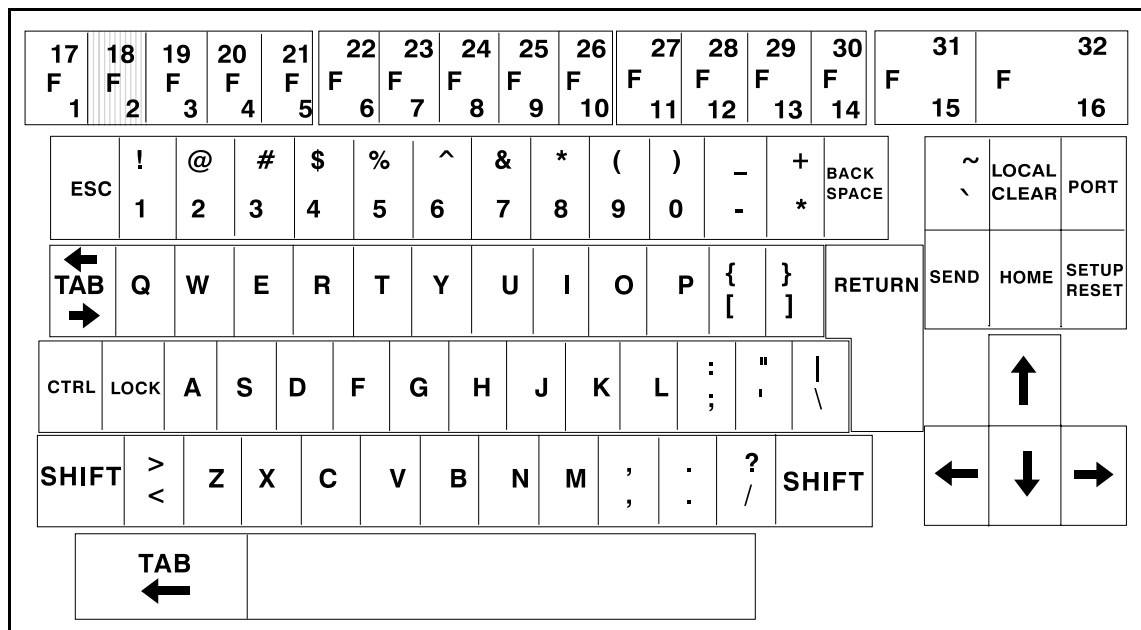 17 18 19 20 21 22 23 24 25 26 27 28 29 30 31 32
F F F F F F F F F F F F F F F F
1 2 3 4 5 6 7 8 9 10 11 12 13 14 15 16
! @ # $ % ^ & * ( ) _ + BACK ~ LOCAL
ESC SPACE CLEAR PORT
1 2 3 4 5 6 7 8 9 0 - * `
TAB Q W E R T Y U I O P { } RETURN SEND HOME SETUP
[ ] RESET
CTRL LOCK A S D F G H J K L : " |
; ' \
SHIFT > Z X C V B N M , . ? SHIFT
< , . /
TAB